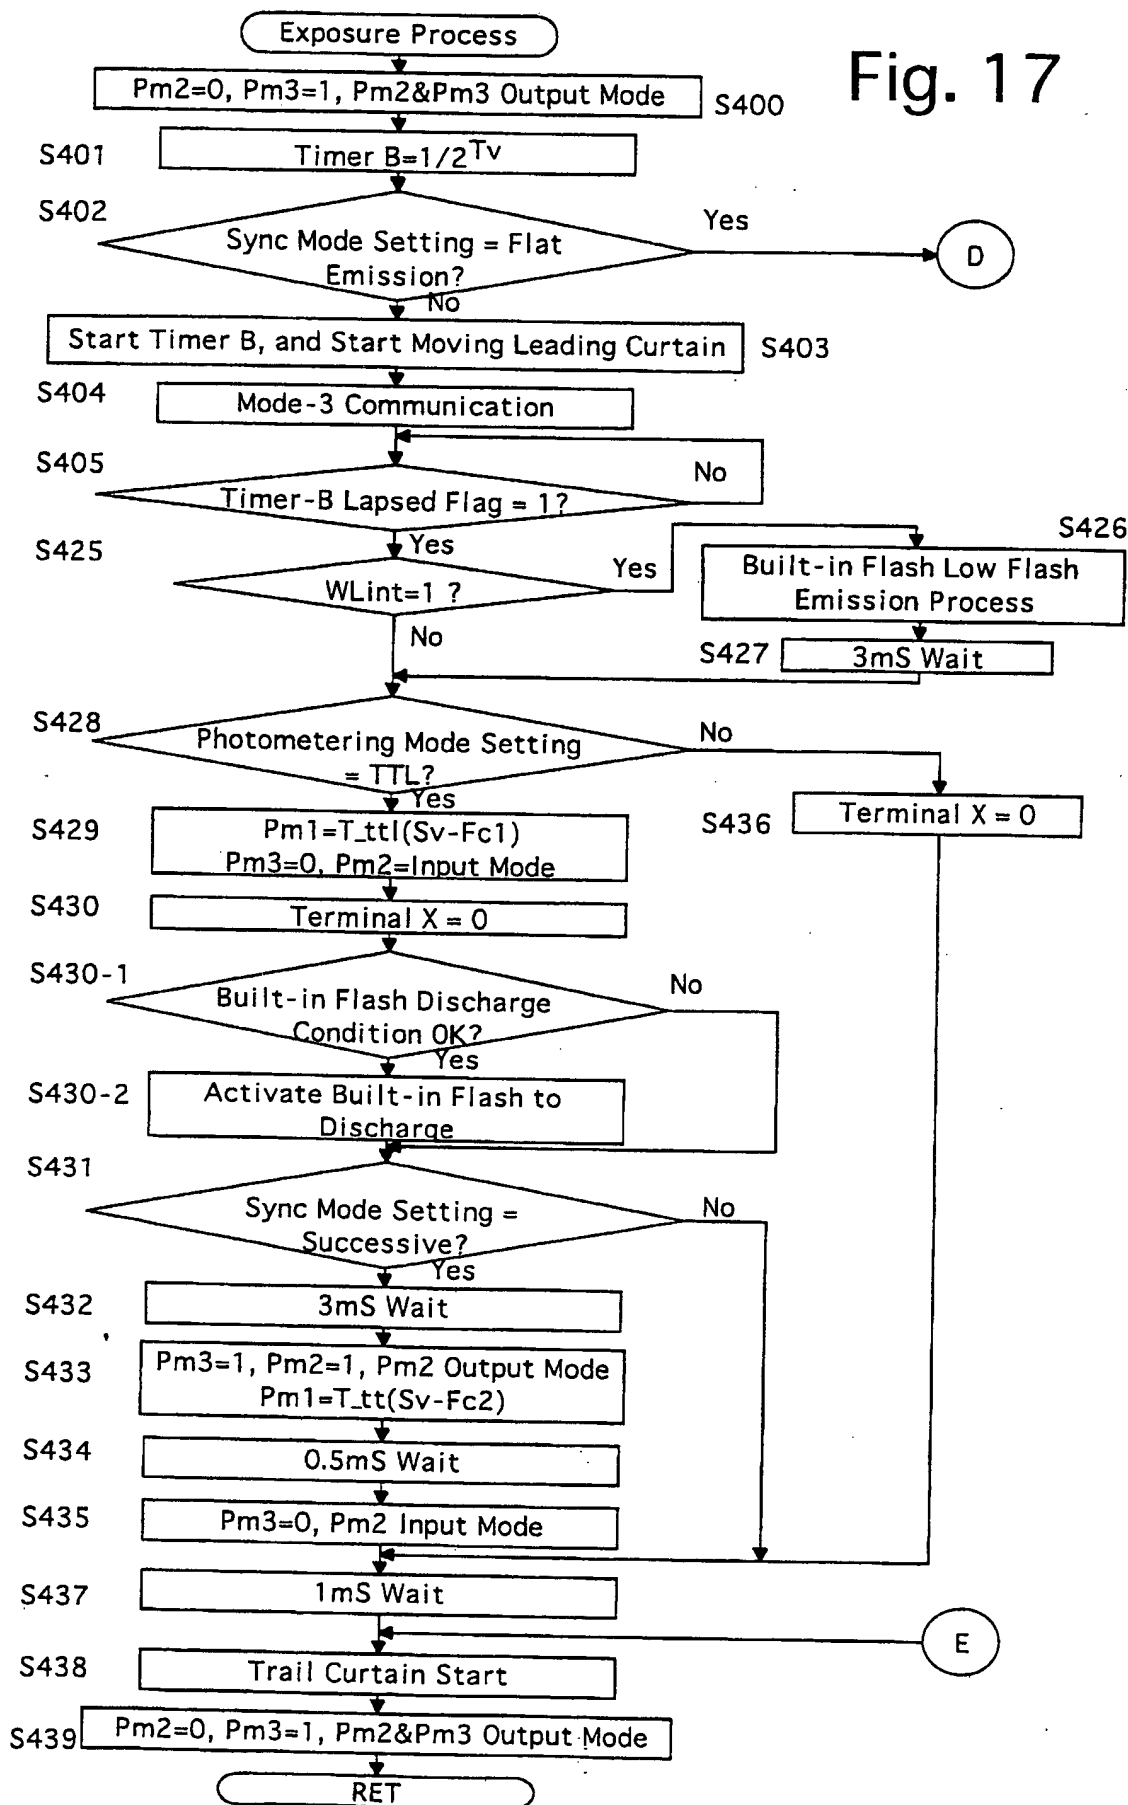 Exposure Process
Fig. 17
Pm2=0, Pm3=1, Pm2&Pm3 Output Mode
S400
S401
Timer B=1/2^Tv
S402
Sync Mode Setting = Flat
Emission?
Yes
D
No
Start Timer B, and Start Moving Leading Curtain
S403
S404
Mode-3 Communication
S405
Timer-B Lapsed Flag = 1?
No
Yes
S425
WLint=1 ?
Yes
No
S426
Built-in Flash Low Flash
Emission Process
S427
3mS Wait
S428
Photometering Mode Setting
= TTL?
No
Yes
S429
Pm1=T_ttl(Sv-Fc1)
Pm3=0, Pm2=Input Mode
S436
Terminal X = 0
S430
Terminal X = 0
S430-1
Built-in Flash Discharge
Condition OK?
No
Yes
S430-2
Activate Built-in Flash to
Discharge
S431
Sync Mode Setting =
Successive?
No
Yes
S432
3mS Wait
S433
Pm3=1, Pm2=1, Pm2 Output Mode
Pm1=T_tt(Sv-Fc2)
S434
0.5mS Wait
S435
Pm3=0, Pm2 Input Mode
S437
1mS Wait
E
S438
Trail Curtain Start
S439
Pm2=0, Pm3=1, Pm2&Pm3 Output Mode
RET